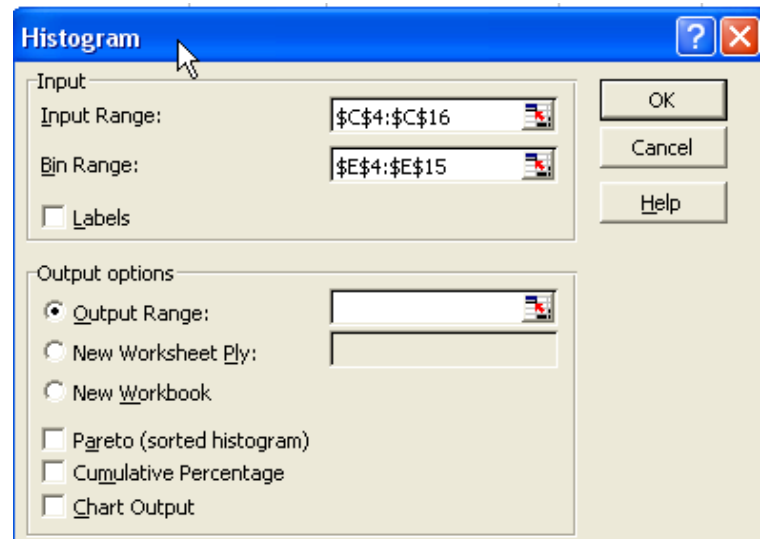 Histogram
Input
Input Range: $C$4:$C$16
Bin Range: $E$4:$E$15
Labels
OK
Cancel
Help
Output options
Output Range:
New Worksheet Ply:
New Workbook
Pareto (sorted histogram)
Cumulative Percentage
Chart Output